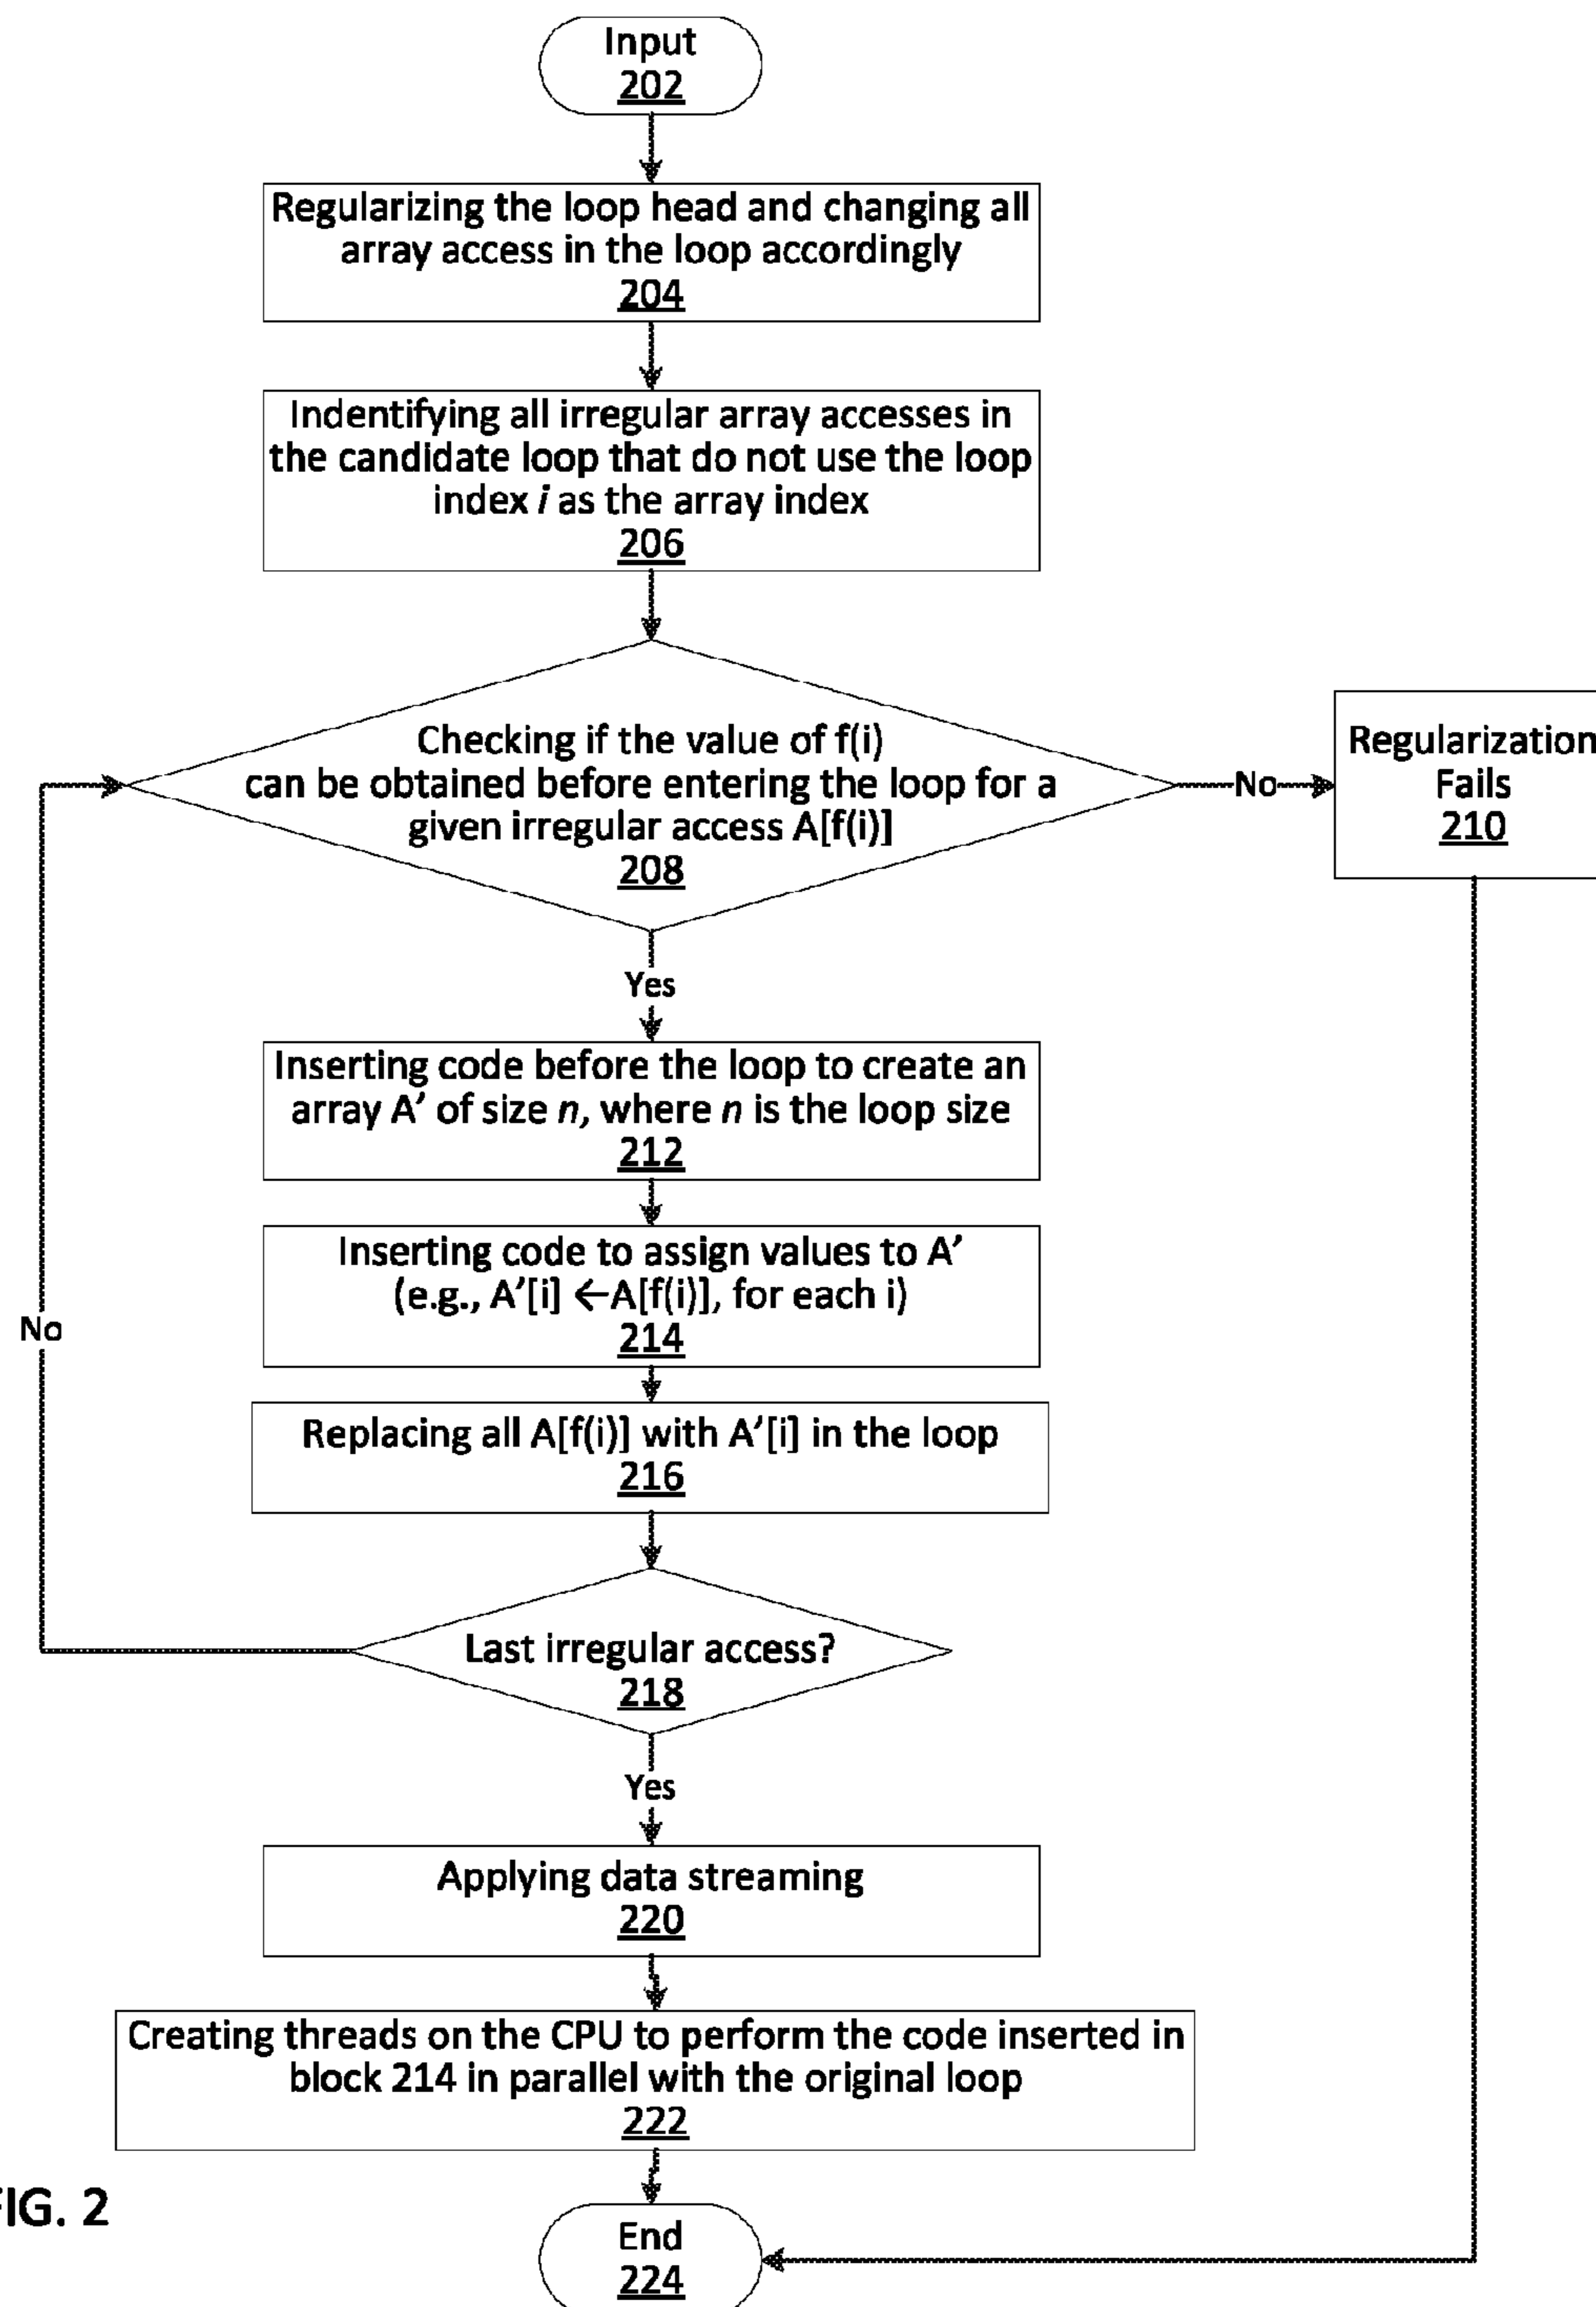 Input
202
Regularizing the loop head and changing all
array access in the loop accordingly
204
Indentifying all irregular array accesses in
the candidate loop that do not use the loop
index i as the array index
206
Checking if the value of f(i)
can be obtained before entering the loop for a
given irregular access A[f(i)]
208
No
Regularization
Fails
210
Yes
Inserting code before the loop to create an
array A' of size n, where n is the loop size
212
Inserting code to assign values to A'
(e.g., A'[i] ←A[f(i)], for each i)
214
No
Replacing all A[f(i)] with A'[i] in the loop
216
Last irregular access?
218
Yes
Applying data streaming
220
Creating threads on the CPU to perform the code inserted in
block 214 in parallel with the original loop
222
FIG. 2
End
224